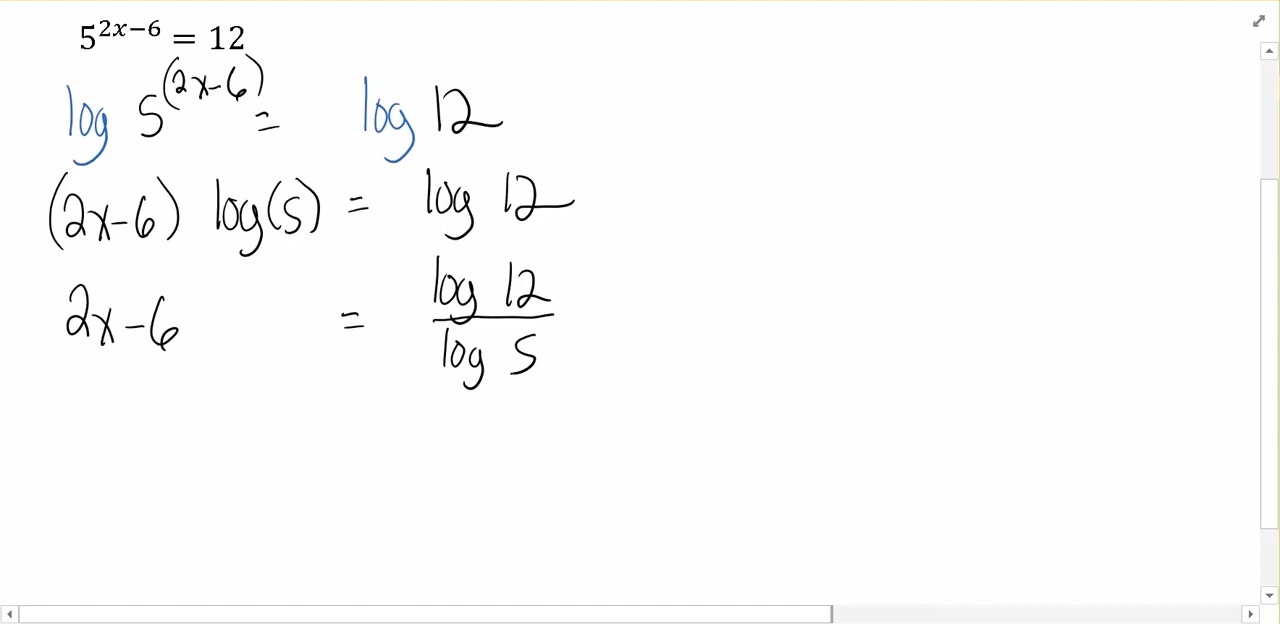 5^{2x−6} = 12
log 5^{(2x−6)} = log 12
(2x−6) log(5) = log 12
2x−6 = \frac{log 12}{log 5}